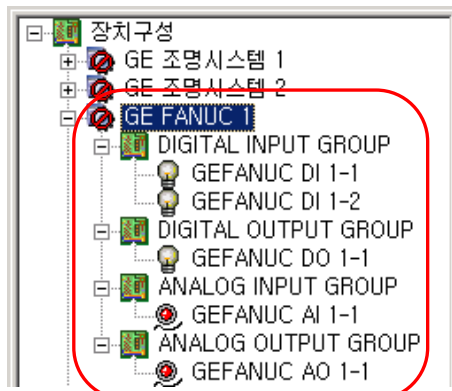 장치구성
GE 조명시스템 1
GE 조명시스템 2
GE FANUC 1
DIGITAL INPUT GROUP
GEFANUC DI 1-1
GEFANUC DI 1-2
DIGITAL OUTPUT GROUP
GEFANUC DO 1-1
ANALOG INPUT GROUP
GEFANUC AI 1-1
ANALOG OUTPUT GROUP
GEFANUC AO 1-1